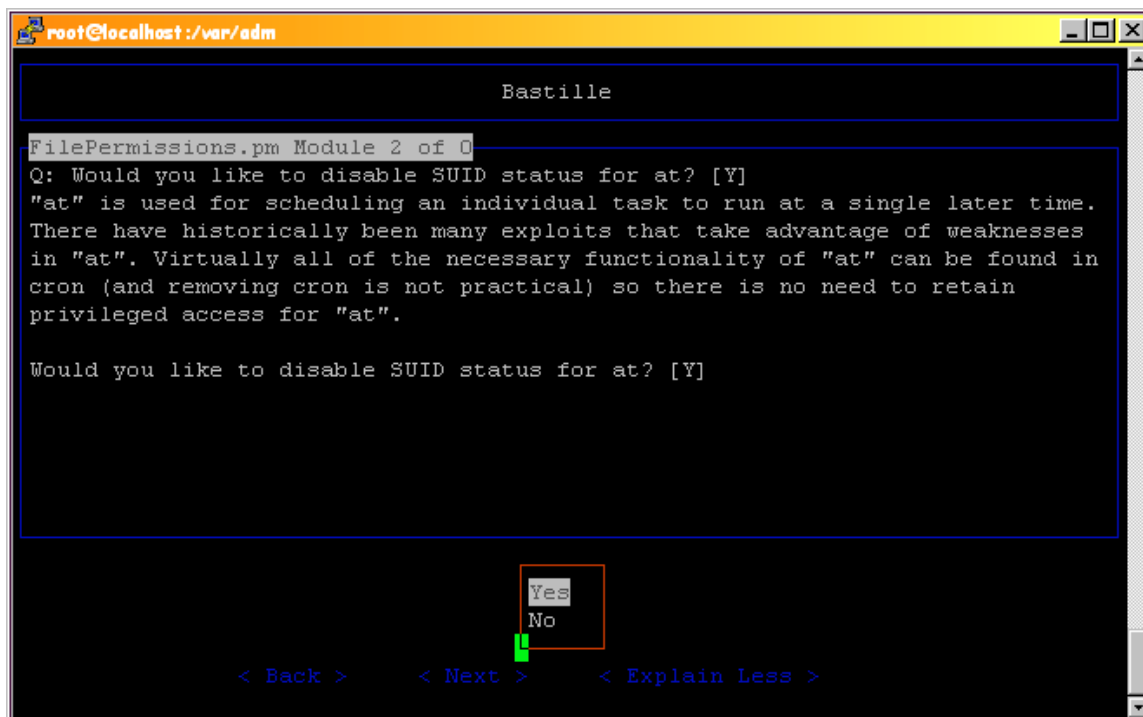 root@localhost:/var/adm
Bastille
FilePermissions.pm Module 2 of 0
Q: Would you like to disable SUID status for at? [Y]
"at" is used for scheduling an individual task to run at a single later time.
There have historically been many exploits that take advantage of weaknesses
in "at". Virtually all of the necessary functionality of "at" can be found in
cron (and removing cron is not practical) so there is no need to retain
privileged access for "at".
Would you like to disable SUID status for at? [Y]
Yes
No
< Back > < Next > < Explain Less >